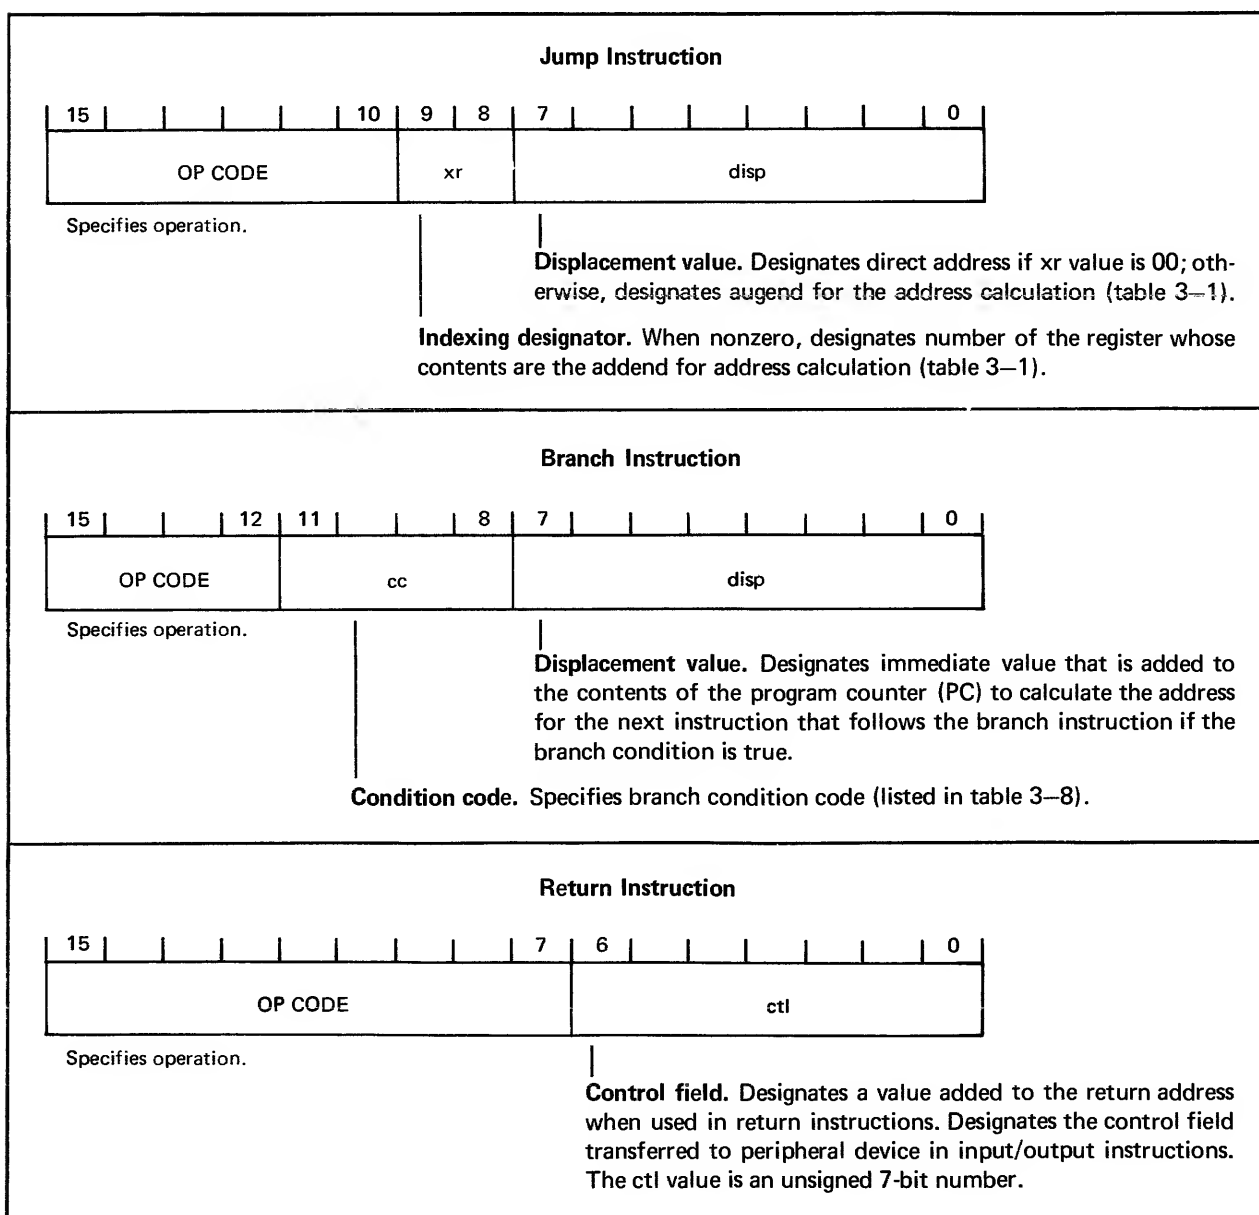 Jump Instruction
15 10 9 8 7 0
OP CODE xr disp
Specifies operation.
Displacement value. Designates direct address if xr value is 00; oth-
erwise, designates augend for the address calculation (table 3–1).
Indexing designator. When nonzero, designates number of the register whose
contents are the addend for address calculation (table 3–1).
Branch Instruction
15 12 11 8 7 0
OP CODE cc disp
Specifies operation.
Displacement value. Designates immediate value that is added to
the contents of the program counter (PC) to calculate the address
for the next instruction that follows the branch instruction if the
branch condition is true.
Condition code. Specifies branch condition code (listed in table 3–8).
Return Instruction
15 7 6 0
OP CODE ctl
Specifies operation.
Control field. Designates a value added to the return address
when used in return instructions. Designates the control field
transferred to peripheral device in input/output instructions.
The ctl value is an unsigned 7-bit number.